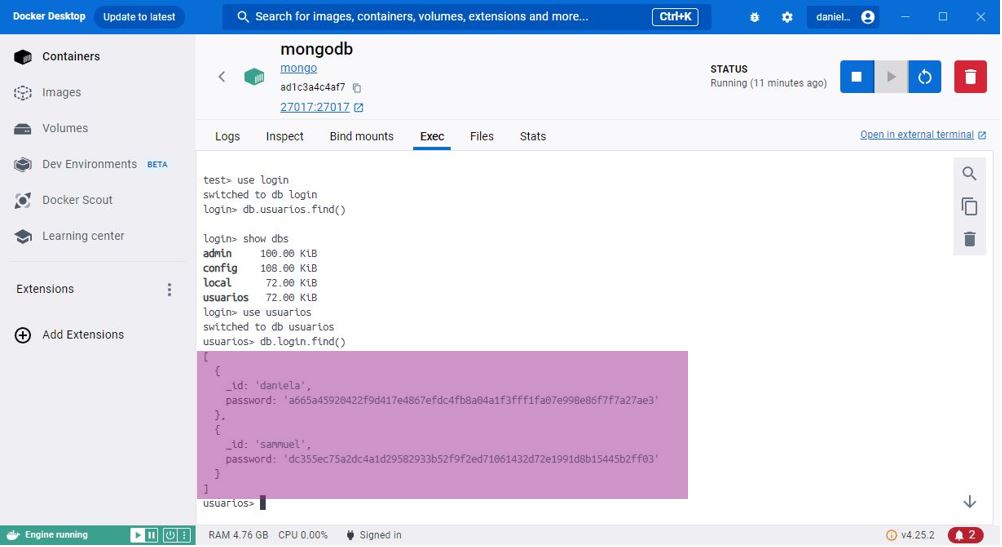 Docker Desktop
Update to latest
Search for images, containers, volumes, extensions and more...
Ctrl+K
daniel...
Containers
Images
Volumes
Dev Environments BETA
Docker Scout
Learning center
Extensions
Add Extensions
mongodb
mongo
ad1c3a4c4af7
27017:27017
STATUS
Running (11 minutes ago)
Logs
Inspect
Bind mounts
Exec
Files
Stats
Open in external terminal
test> use login
switched to db login
login> db.usuarios.find()
login> show dbs
admin 100.00 KiB
config 108.00 KiB
local 72.00 KiB
usuarios 72.00 KiB
login> use usuarios
switched to db usuarios
usuarios> db.login.find()
[
{
_id: 'daniela',
password: 'a665a45920422f9d417e4867efdc4fb8a04a1f3fff1fa07e998e86f7f7a27ae3'
},
{
_id: 'sammuel',
password: 'dc355ec75a2dc4a1d29582933b52f9f2ed71061432d72e1991d8b15445b2ff03'
}
]
usuarios>
Engine running
RAM 4.76 GB CPU 0.00% Signed in
v4.25.2
2